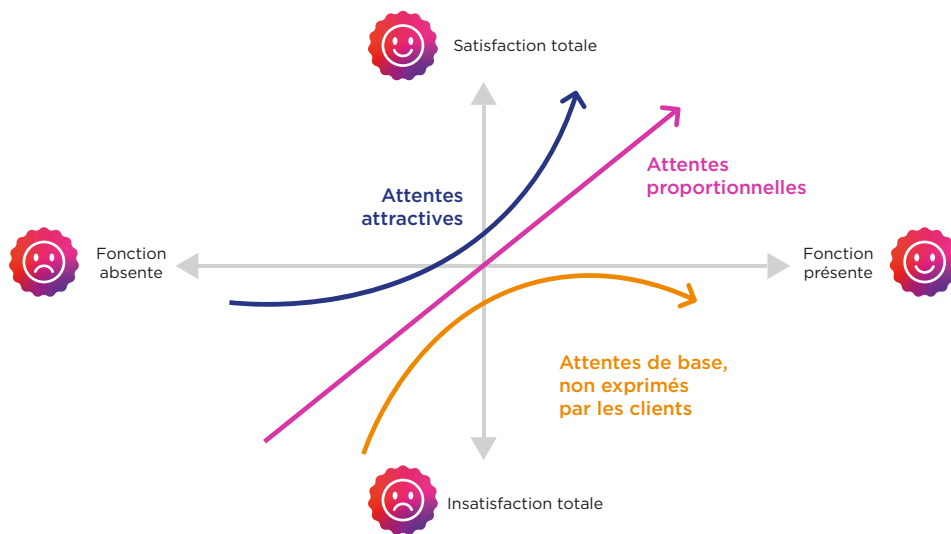 Satisfaction totale
Attentes
proportionnelles
Attentes
attractives
Fonction
absente
Fonction
présente
Attentes de base,
non exprimés
par les clients
Insatisfaction totale